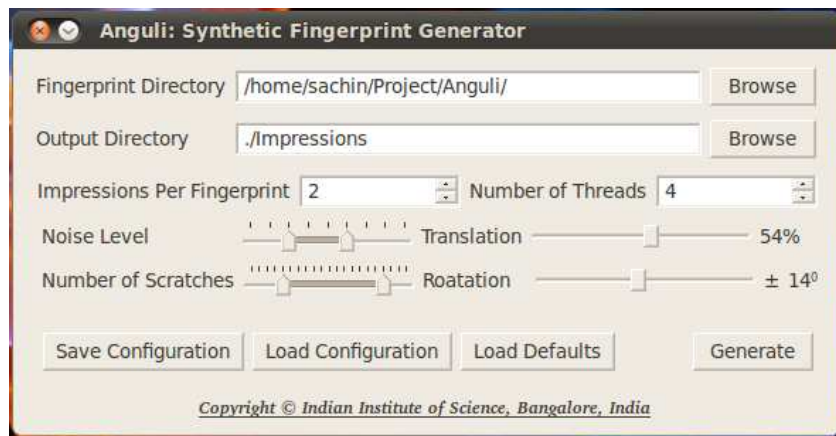 Anguli: Synthetic Fingerprint Generator
Fingerprint Directory /home/sachin/Project/Anguli/ Browse
Output Directory ./Impressions Browse
Impressions Per Fingerprint 2 Number of Threads 4
Noise Level Translation 54%
Number of Scratches Roatation ± 14⁰
Save Configuration Load Configuration Load Defaults Generate
Copyright © Indian Institute of Science, Bangalore, India